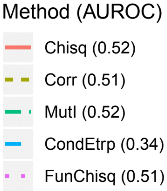 Method (AUROC)
Chisq (0.52)
Corr (0.51)
MutI (0.52)
CondEtrp (0.34)
FunChisq (0.51)